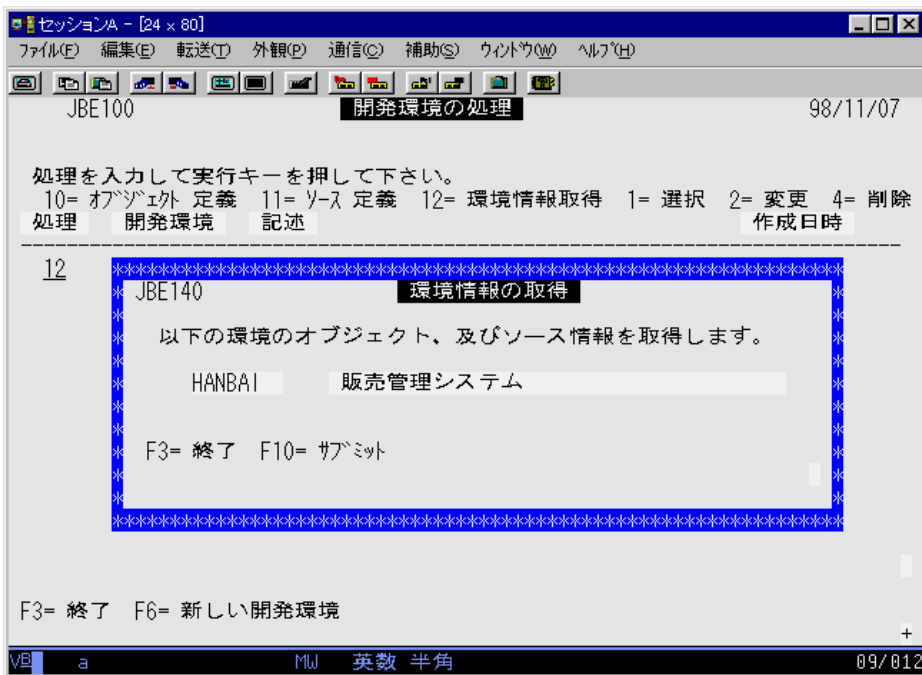 セッションA - [24 x 80]
ファイル(F) 編集(E) 転送(T) 外観(P) 通信(C) 補助(S) ウィンドウ(W) ヘルプ(H)
JBE100 開発環境の処理 98/11/07
処理を入力して実行キーを押して下さい。
10= オブジェクト 定義 11= ソース 定義 12= 環境情報取得 1= 選択 2= 変更 4= 削除
処理 開発環境 記述 作成日時
12
JBE140 環境情報の取得
以下の環境のオブジェクト、及びソース情報を取得します。
HANBAI 販売管理システム
F3= 終了 F10= サブミット
F3= 終了 F6= 新しい開発環境
+
VB a MW 英数 半角 09/012